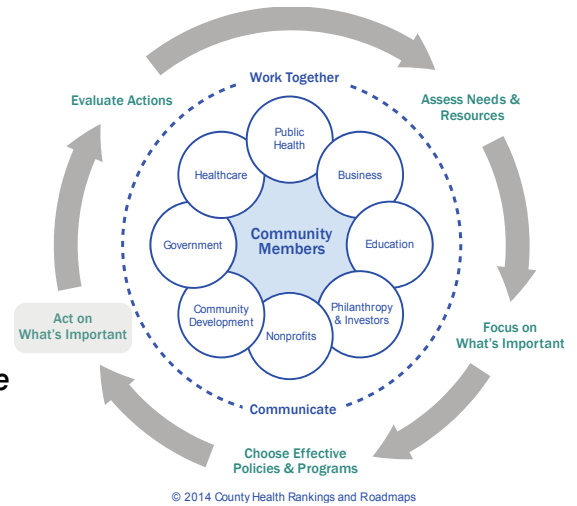 Work Together
Evaluate Actions
Assess Needs &
Resources
Public
Health
Healthcare
Business
Community
Members
Government
Education
Community
Development
Philanthropy
& Investors
Nonprofits
Act on
What's Important
Focus on
What's Important
e
Communicate
Choose Effective
Policies & Programs
© 2014 County Health Rankings and Roadmaps